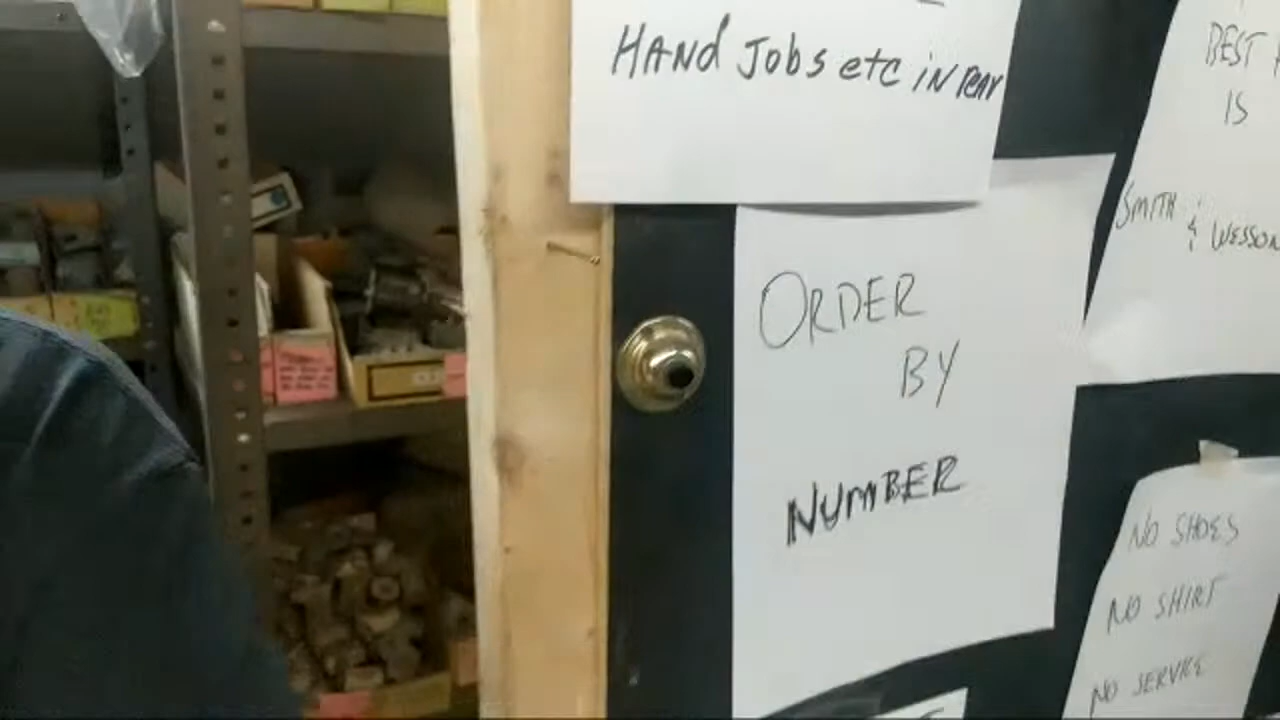 HANd Jobs etc iN rear
ORDER
BY
NUMBER
BEST
IS
SMITH & WESSON
NO SHOES
NO SHIRT
NO SERVICE